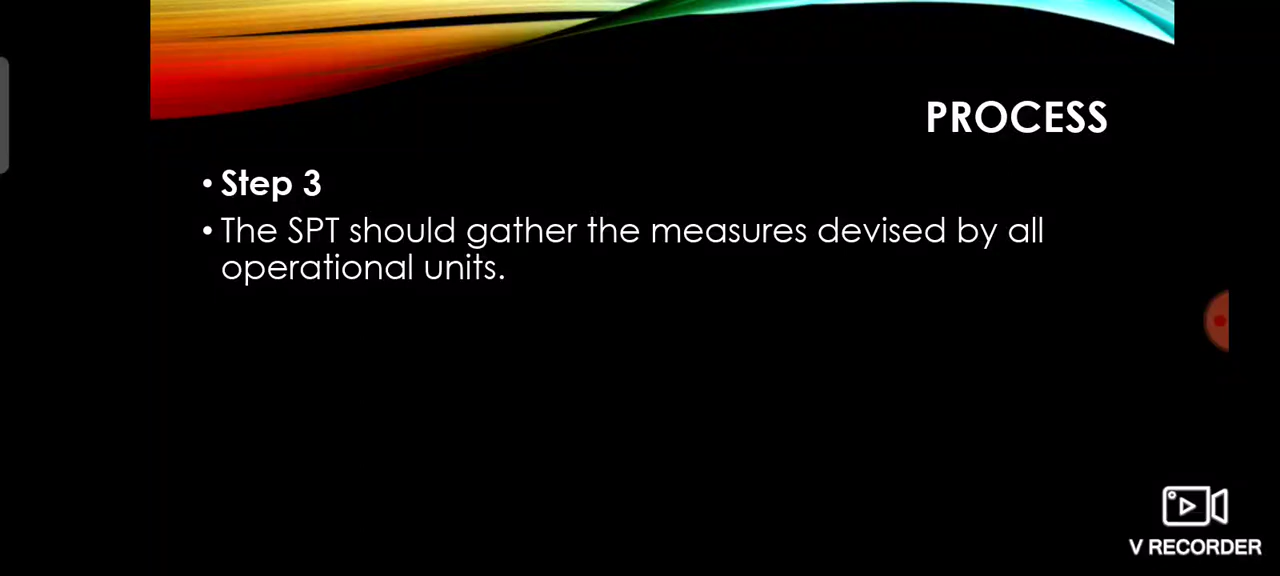 PROCESS
• Step 3
• The SPT should gather the measures devised by all
operational units.
V RECORDER